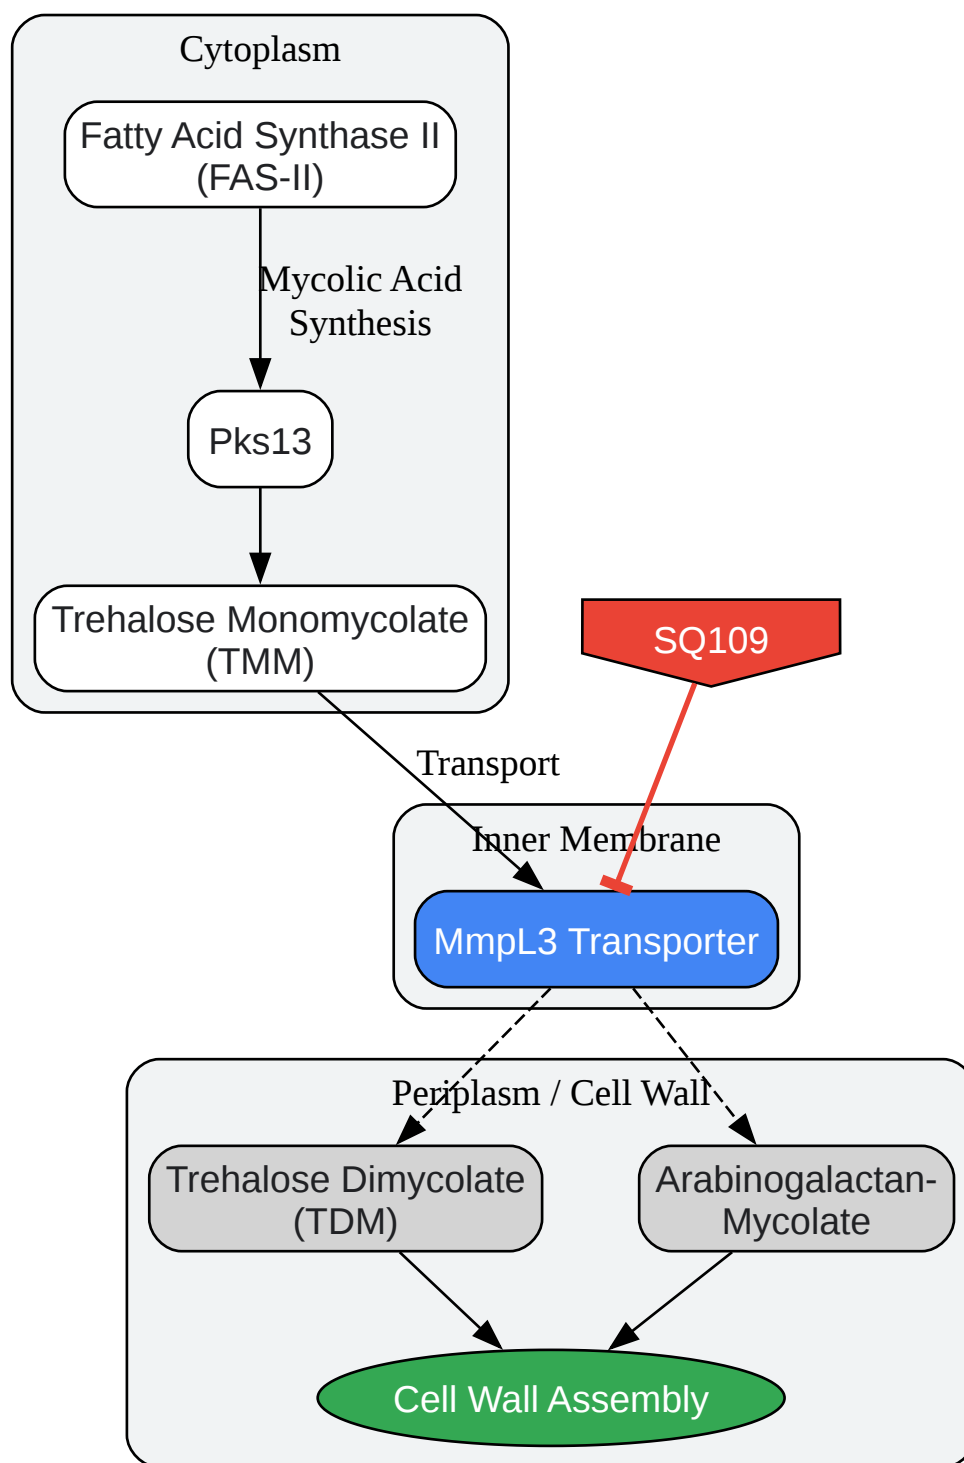 Cytoplasm
Fatty Acid Synthase II
(FAS-II)
Mycolic Acid
Synthesis
Pks13
Trehalose Monomycolate
(TMM)
SQ109
Transport
Inner Membrane
MmpL3 Transporter
Periplasm / Cell Wall
Trehalose Dimycolate
(TDM)
Arabinogalactan-
Mycolate
Cell Wall Assembly